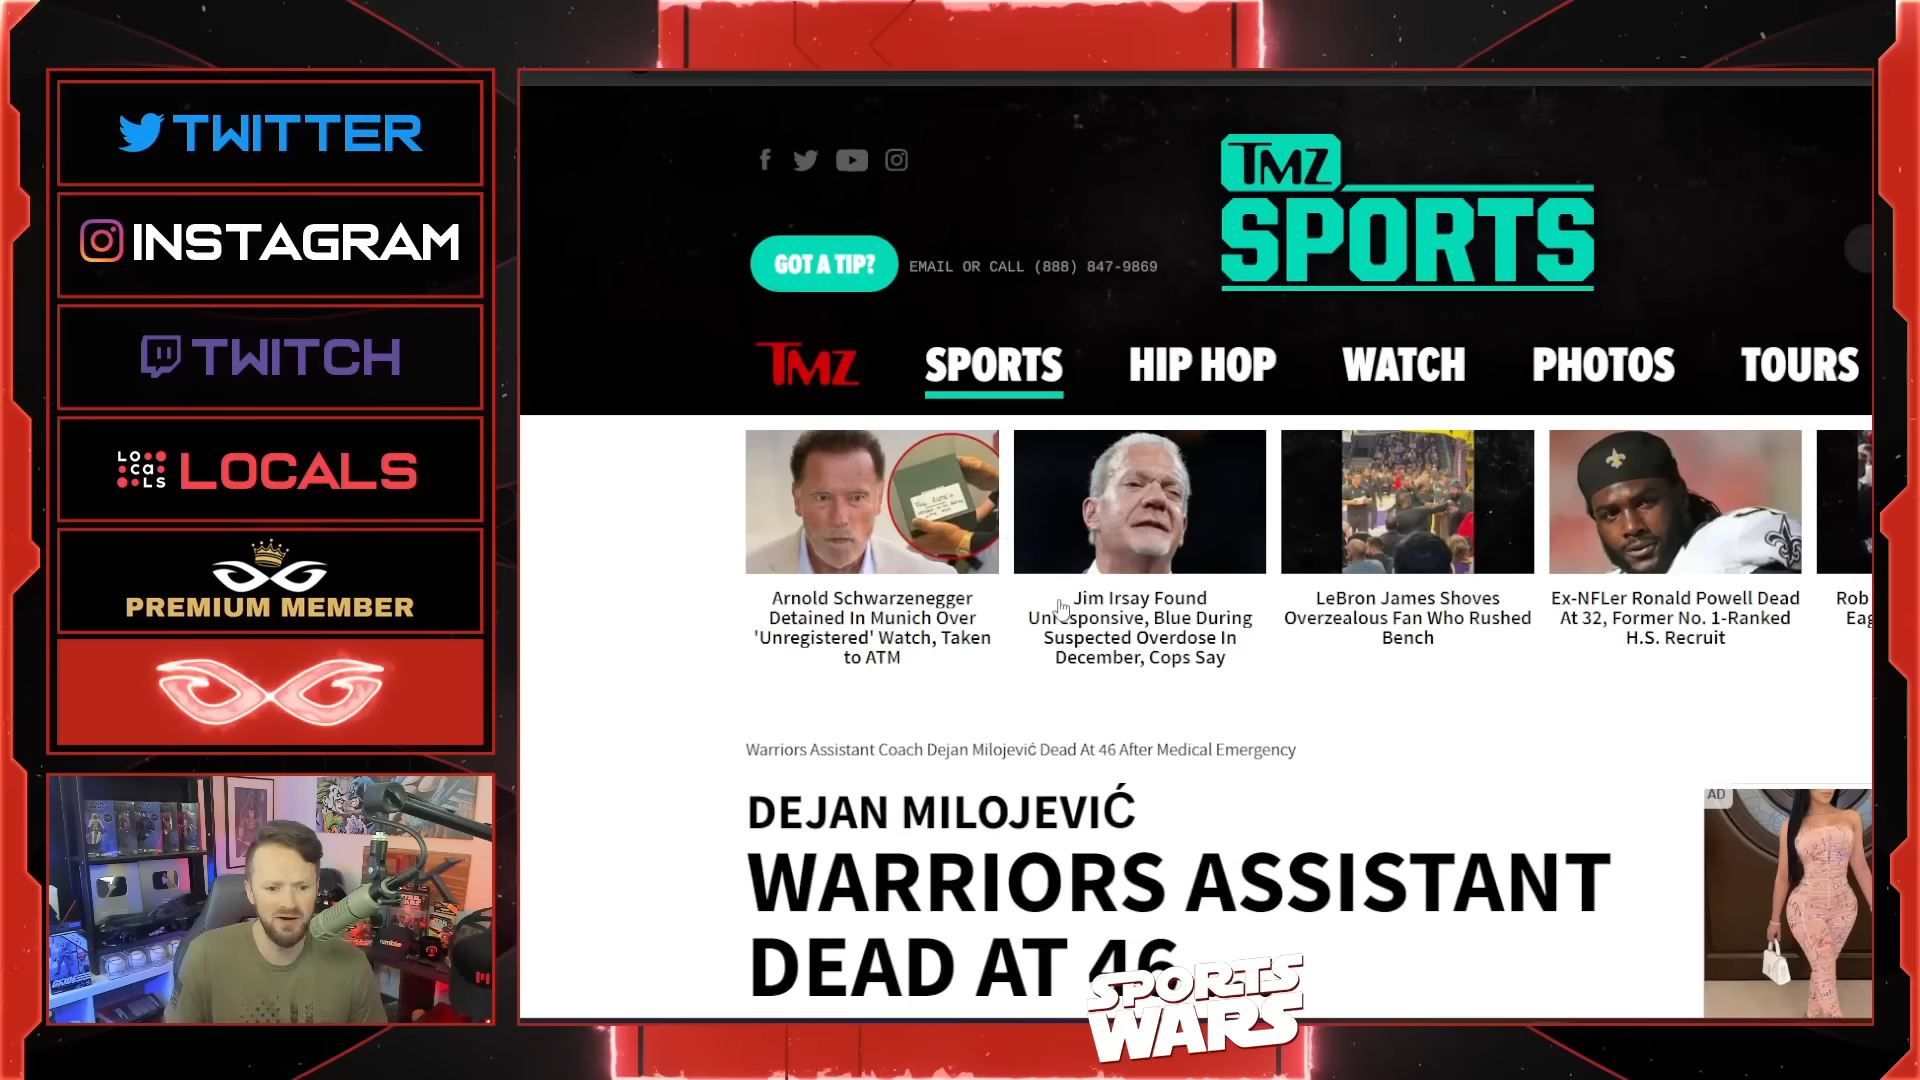 TWITTER
INSTAGRAM
TWITCH
LOCALS
LOCALS
PREMIUM MEMBER
TMZ
SPORTS
GOT A TIP?
EMAIL OR CALL (888) 847-9869
TMZ
SPORTS
HIP HOP
WATCH
PHOTOS
TOURS
Arnold Schwarzenegger
Detained In Munich Over
'Unregistered' Watch, Taken
to ATM
Jim Irsay Found
Unresponsive, Blue During
Suspected Overdose In
December, Cops Say
LeBron James Shoves
Overzealous Fan Who Rushed
Bench
Ex-NFLer Ronald Powell Dead
At 32, Former No. 1-Ranked
H.S. Recruit
Rob
Eag
Warriors Assistant Coach Dejan Milojević Dead At 46 After Medical Emergency
DEJAN MILOJEVIĆ
WARRIORS ASSISTANT
DEAD AT 46
AD
SPORTS
WARS
rumble